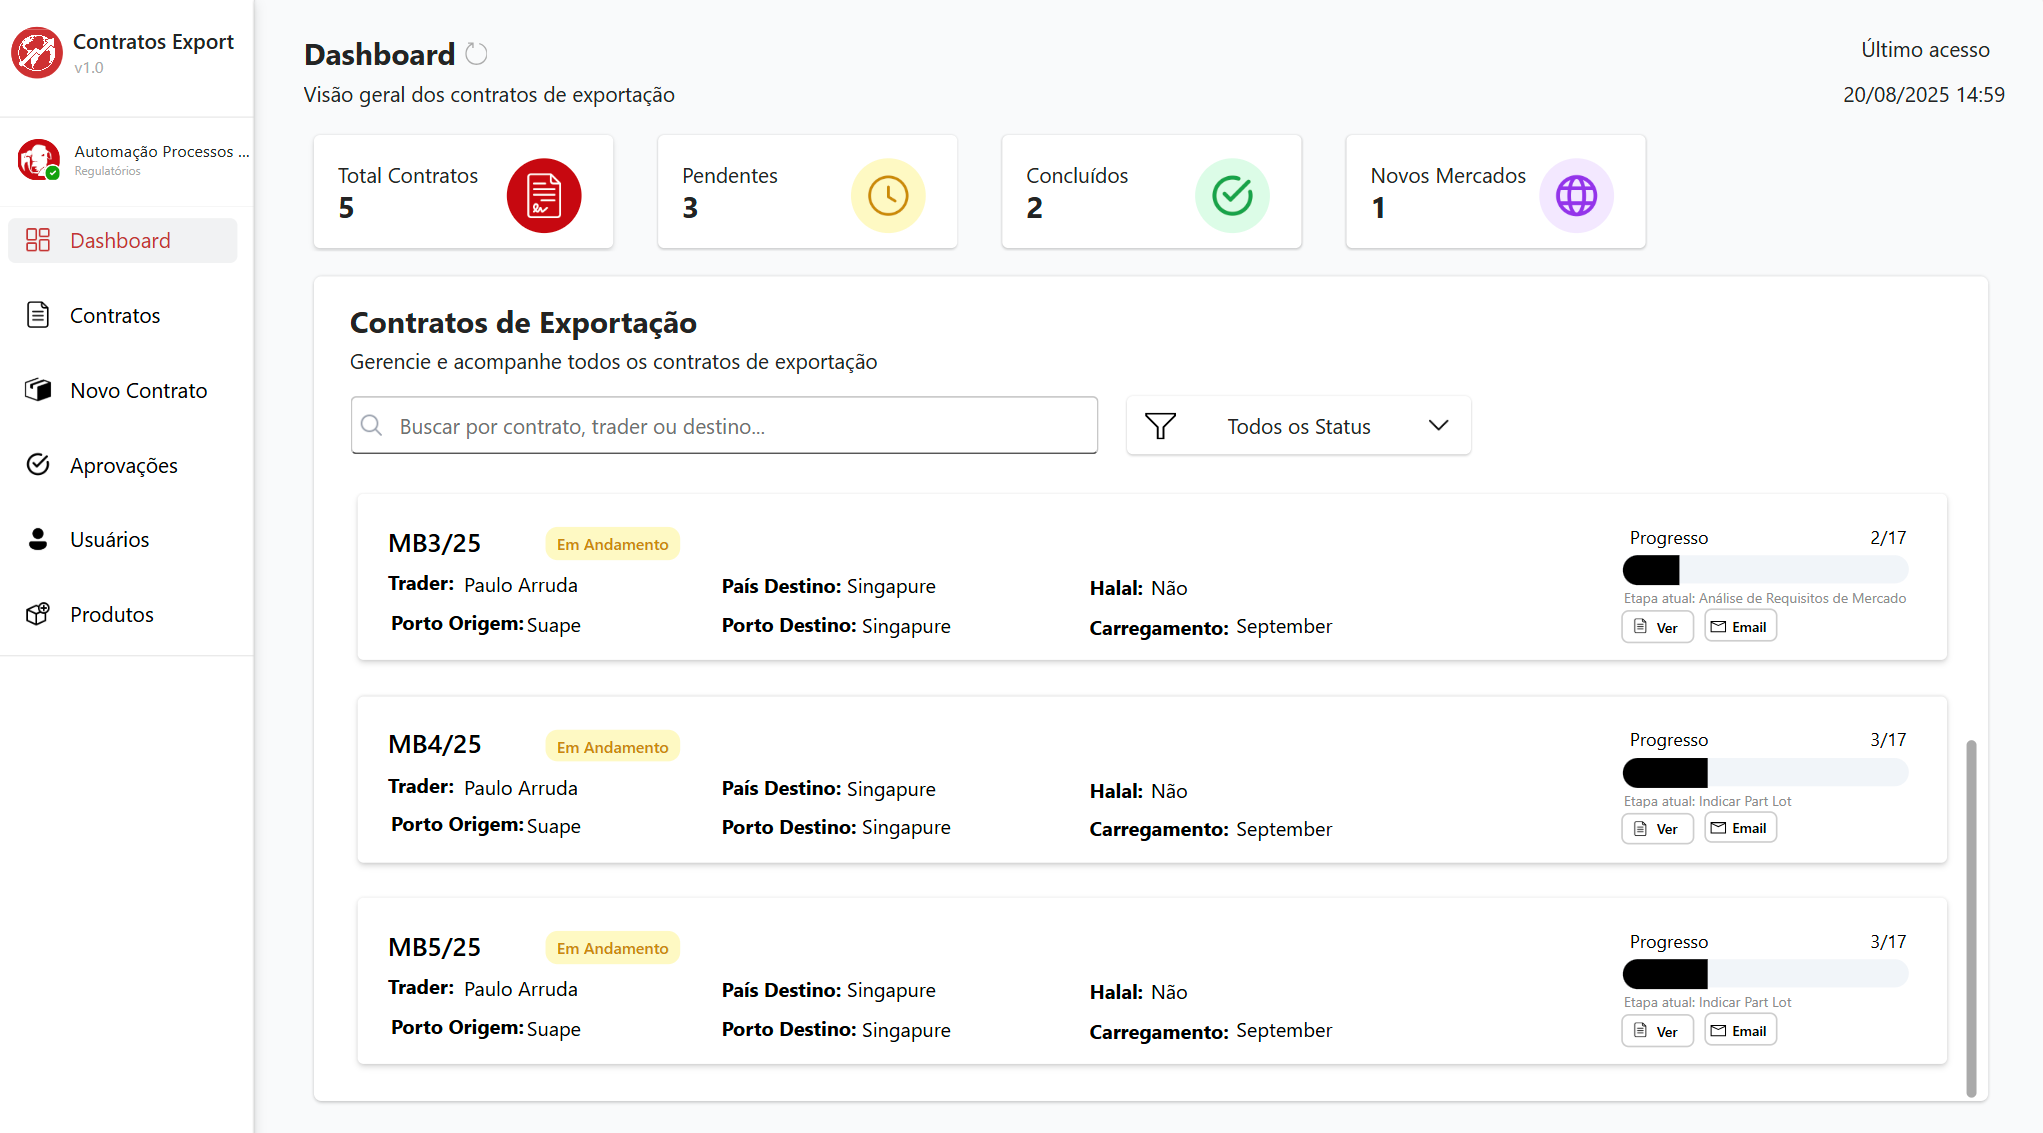 Contratos Export
v1.0
Automação Processos ...
Regulatórios
Dashboard
Contratos
Novo Contrato
Aprovações
Usuários
Produtos
Dashboard
Visão geral dos contratos de exportação
Último acesso
20/08/2025 14:59
Total Contratos
5
Pendentes
3
Concluídos
2
Novos Mercados
1
Contratos de Exportação
Gerencie e acompanhe todos os contratos de exportação
Buscar por contrato, trader ou destino...
Todos os Status
MB3/25 Em Andamento
Trader: Paulo Arruda País Destino: Singapure Halal: Não
Porto Origem: Suape Porto Destino: Singapure Carregamento: September
Progresso 2/17
Etapa atual: Análise de Requisitos de Mercado
Ver Email
MB4/25 Em Andamento
Trader: Paulo Arruda País Destino: Singapure Halal: Não
Porto Origem: Suape Porto Destino: Singapure Carregamento: September
Progresso 3/17
Etapa atual: Indicar Part Lot
Ver Email
MB5/25 Em Andamento
Trader: Paulo Arruda País Destino: Singapure Halal: Não
Porto Origem: Suape Porto Destino: Singapure Carregamento: September
Progresso 3/17
Etapa atual: Indicar Part Lot
Ver Email